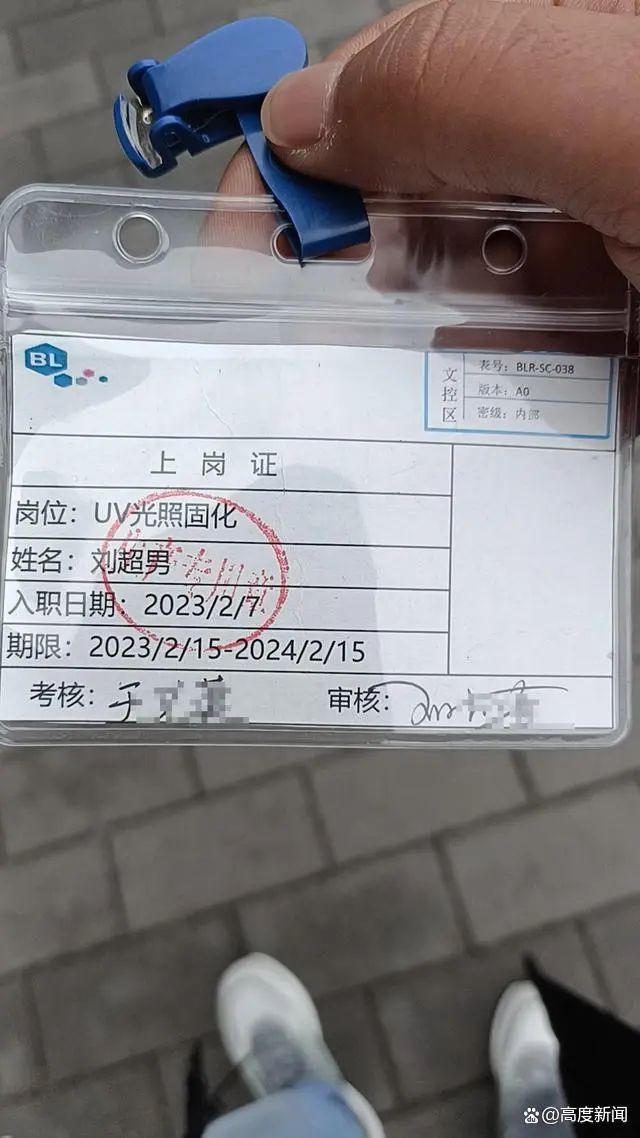 BL
文控区
表号：BLR-SC-038
版本：A0
密级：内部
上岗证
岗位：UV光照固化
姓名：刘超男
入职日期：2023/2/7
期限：2023/2/15-2024/2/15
考核：于
审核：
@高度新闻